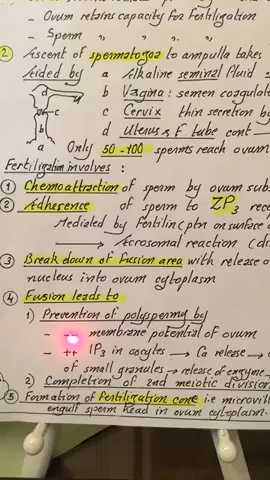 - Ovum retains capacity for Fertilization
- Sperm " " " "
② Ascent of spermatozoa to ampulla takes
Aided by a Alkaline seminal Fluid
b Vagina: semen coagulat
c Cervix thin secretion by
d Uterus & F tube cont
Only 50-100 sperms reach ovum
Fertilization involves:
① Chemoattraction of sperm by ovum sub
② Adherence of sperm to ZP3 rece
Mediated by Fertilin (ptn on surface o
→ Acrosomal reaction (di
③ Break down of fusion area with release o
nucleus into ovum cytoplasm
④ Fusion leads to
1) Prevention of polyspermy by
- membrane potential of ovum
- ++ IP3 in oocytes → Ca release →
of small granules → release of enzyme
2) Completion of 2nd meiotic division
⑤ Formation of fertilization cone i.e microvilli
engulf sperm head in ovum cytoplasm.
a
b
c
d